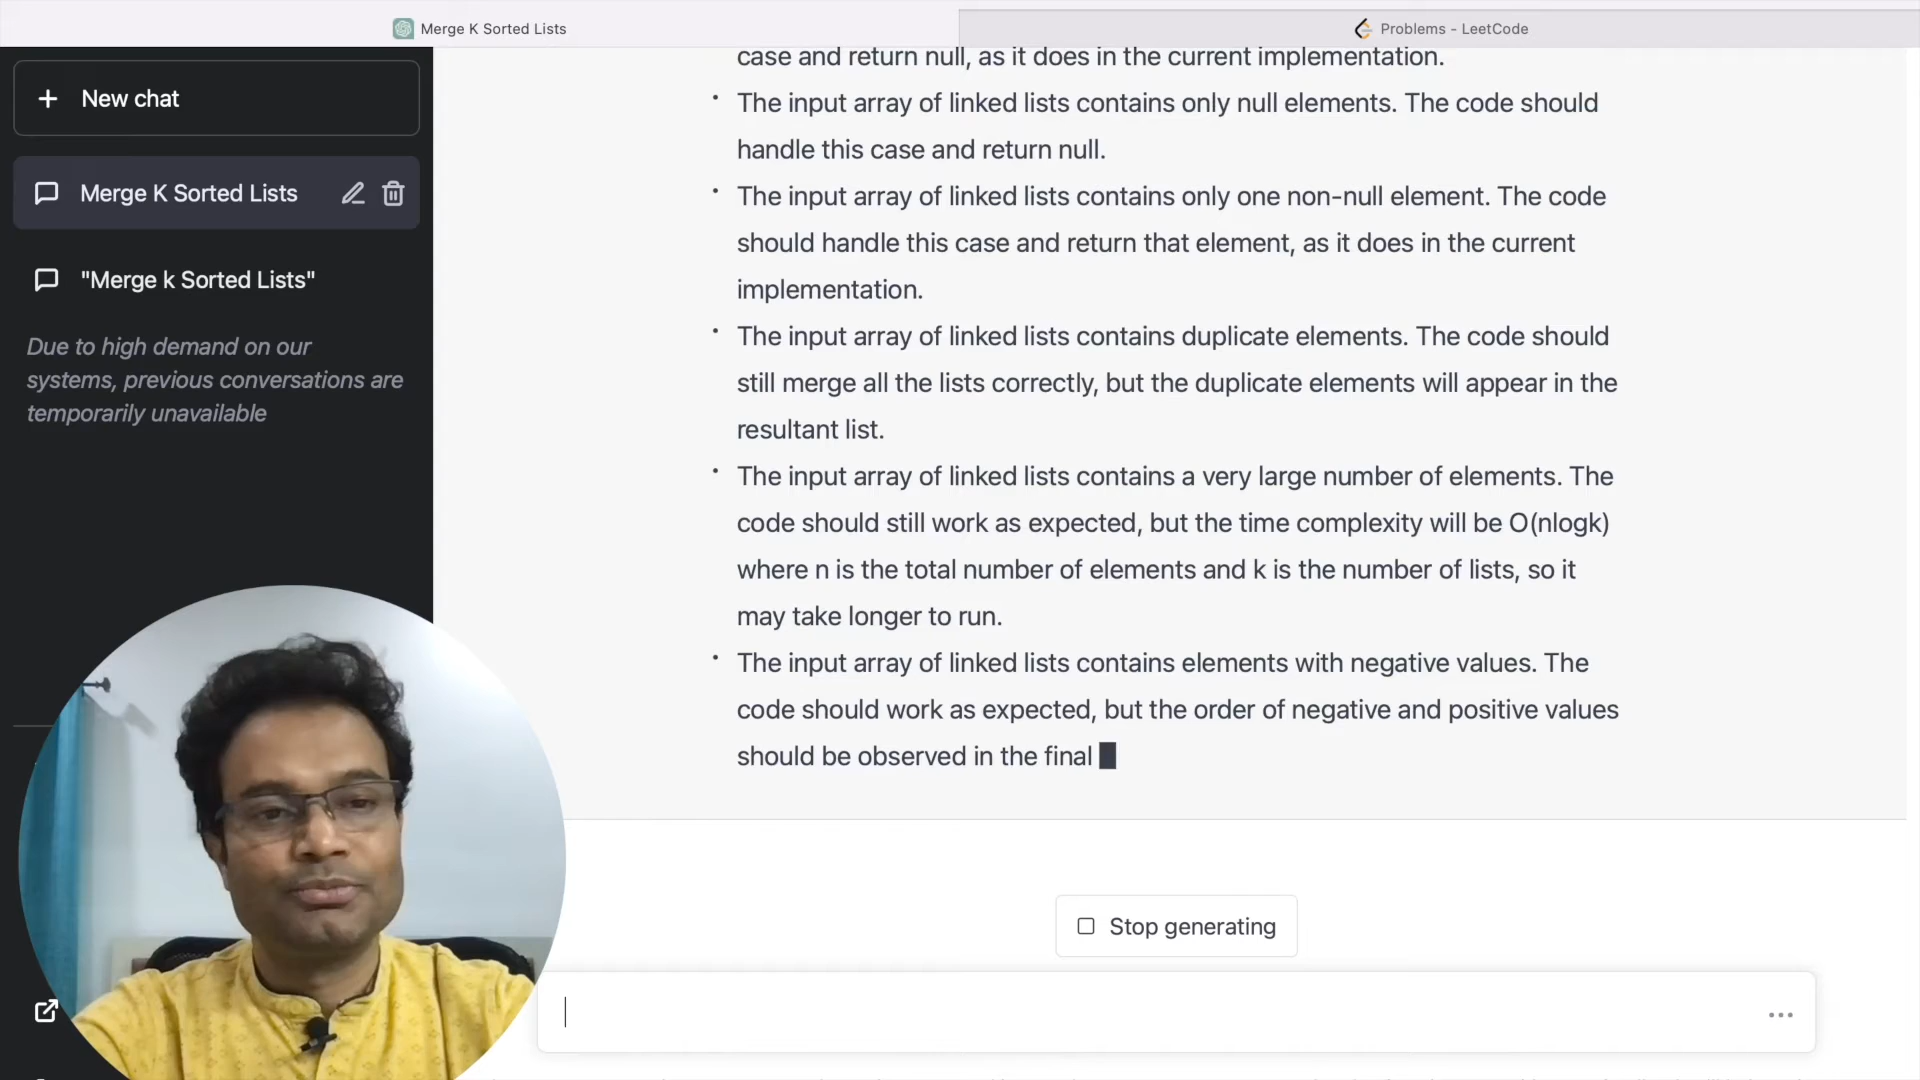 Merge K Sorted Lists
Problems - LeetCode
New chat
Merge K Sorted Lists
"Merge k Sorted Lists"
Due to high demand on our
systems, previous conversations are
temporarily unavailable
case and return null, as it does in the current implementation.
• The input array of linked lists contains only null elements. The code should
handle this case and return null.
• The input array of linked lists contains only one non-null element. The code
should handle this case and return that element, as it does in the current
implementation.
• The input array of linked lists contains duplicate elements. The code should
still merge all the lists correctly, but the duplicate elements will appear in the
resultant list.
• The input array of linked lists contains a very large number of elements. The
code should still work as expected, but the time complexity will be O(nlogk)
where n is the total number of elements and k is the number of lists, so it
may take longer to run.
• The input array of linked lists contains elements with negative values. The
code should work as expected, but the order of negative and positive values
should be observed in the final
Stop generating